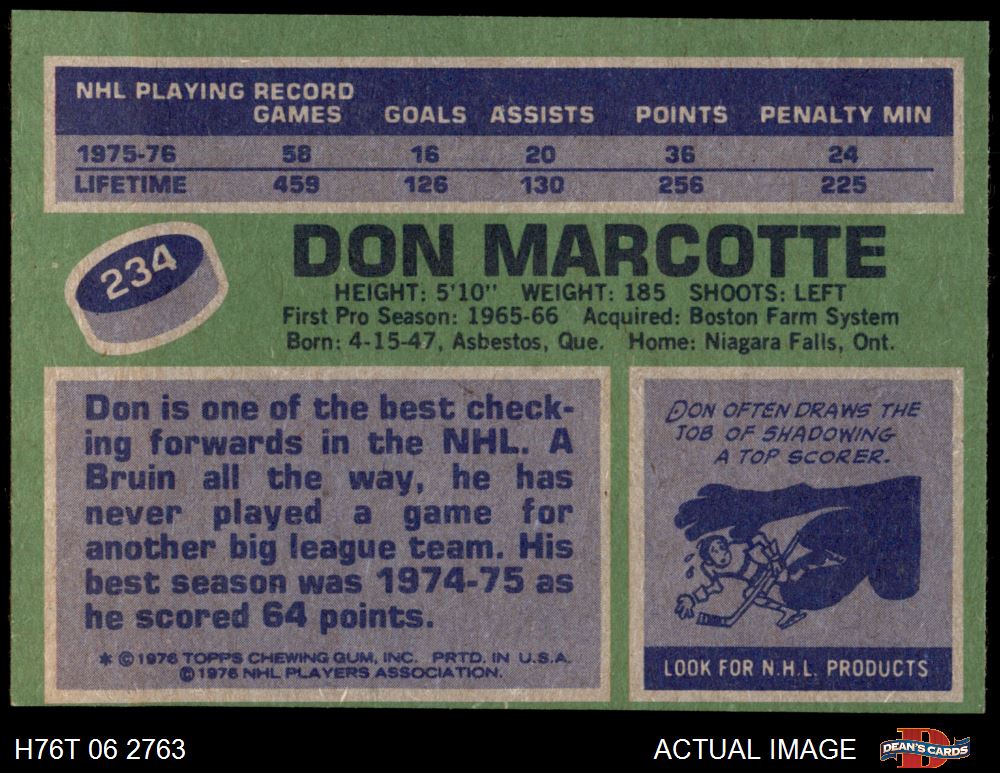 NHL PLAYING RECORD
GAMES GOALS ASSISTS POINTS PENALTY MIN
1975-76 58 16 20 36 24
LIFETIME 459 126 130 256 225
234
DON MARCOTTE
HEIGHT: 5'10" WEIGHT: 185 SHOOTS: LEFT
First Pro Season: 1965-66 Acquired: Boston Farm System
Born: 4-15-47, Asbestos, Que. Home: Niagara Falls, Ont.
Don is one of the best check-
ing forwards in the NHL. A
Bruin all the way, he has
never played a game for
another big league team. His
best season was 1974-75 as
he scored 64 points.
* © 1976 TOPPS CHEWING GUM, INC. PRTD. IN U.S.A.
© 1976 NHL PLAYERS ASSOCIATION.
DON OFTEN DRAWS THE
JOB OF SHADOWING
A TOP SCORER.
LOOK FOR N.H.L. PRODUCTS
H76T 06 2763
ACTUAL IMAGE
D
DEAN'S CARDS